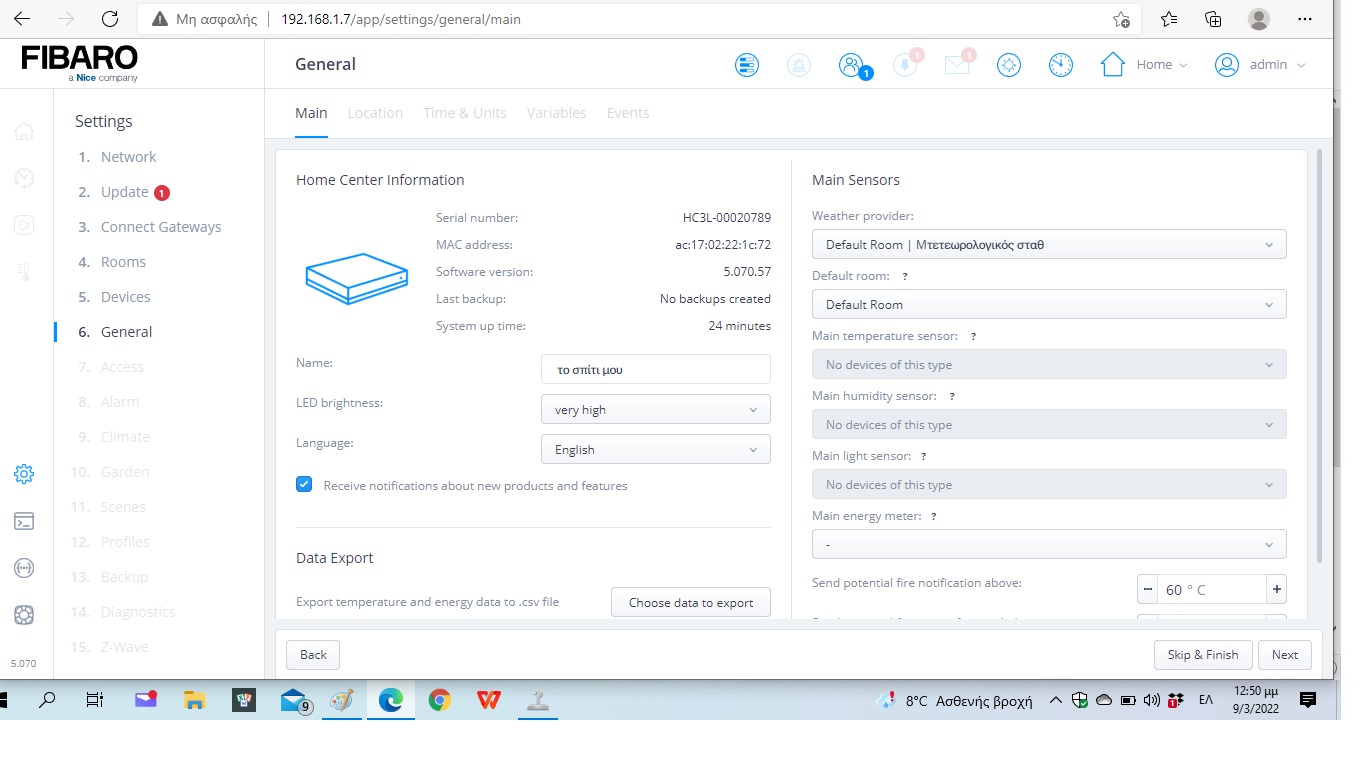 Μη ασφαλής | 192.168.1.7/app/settings/general/main
FIBARO
a Nice company
General
1
1
1
Home
admin
Main Location Time & Units Variables Events
Settings
1. Network
2. Update 1
3. Connect Gateways
4. Rooms
5. Devices
6. General
7. Access
8. Alarm
9. Climate
10. Garden
11. Scenes
12. Profiles
13. Backup
14. Diagnostics
15. Z-Wave
5.070
Home Center Information
Serial number: HC3L-00020789
MAC address: ac:17:02:22:1c:72
Software version: 5.070.57
Last backup: No backups created
System up time: 24 minutes
Name: το σπίτι μου
LED brightness: very high
Language: English
Receive notifications about new products and features
Data Export
Export temperature and energy data to .csv file Choose data to export
Main Sensors
Weather provider:
Default Room | Μτετεωρολογικός σταθ
Default room: ?
Default Room
Main temperature sensor: ?
No devices of this type
Main humidity sensor: ?
No devices of this type
Main light sensor: ?
No devices of this type
Main energy meter: ?
-
Send potential fire notification above: − 60 ° C +
Back Skip & Finish Next
9
8°C Ασθενής βροχή
1
ΕΛ
12:50 μμ
9/3/2022